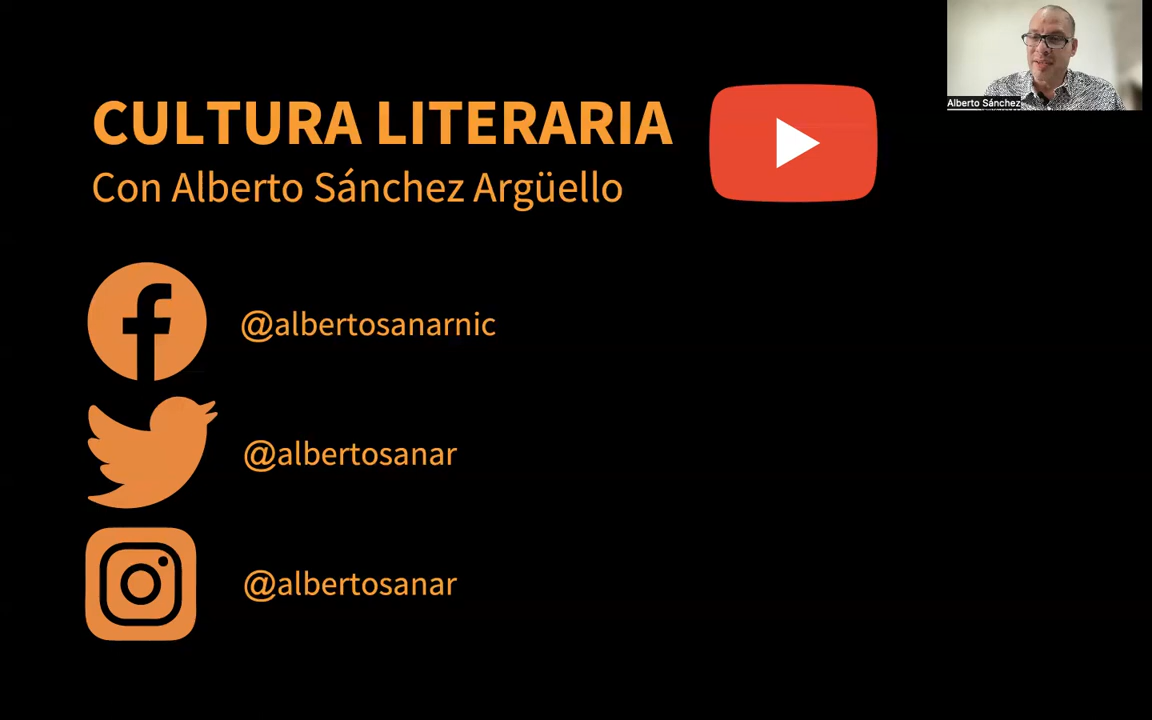 CULTURA LITERARIA
Con Alberto Sánchez Argüello
Alberto Sánchez
@albertosanarnic
@albertosanar
@albertosanar